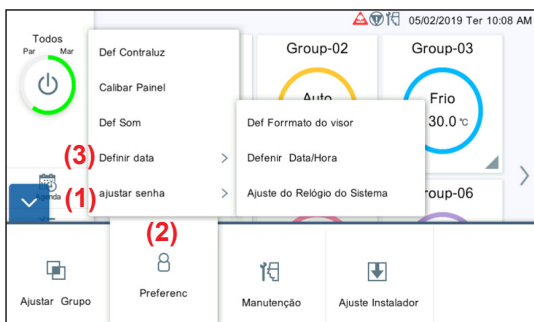 05/02/2019 Ter 10:08 AM
Todos
Par Mar
Def Contraluz
Calibar Painel
Def Som
(3) Definir data >
(1) ajustar senha >
(2)
Group-02
Auto
Group-03
Frio
30.0 °C
Def Forrmato do visor
Defenir Data/Hora
Ajuste do Relógio do Sistema
roup-06
Ajustar Grupo
Preferenc
Manutenção
Ajuste Instalador